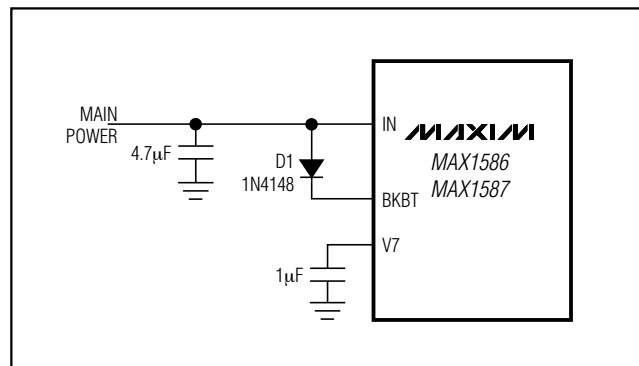 MAIN
POWER
4.7μF
D1
1N4148
1μF
IN
MAXIM
MAX1586
MAX1587
BKBT
V7